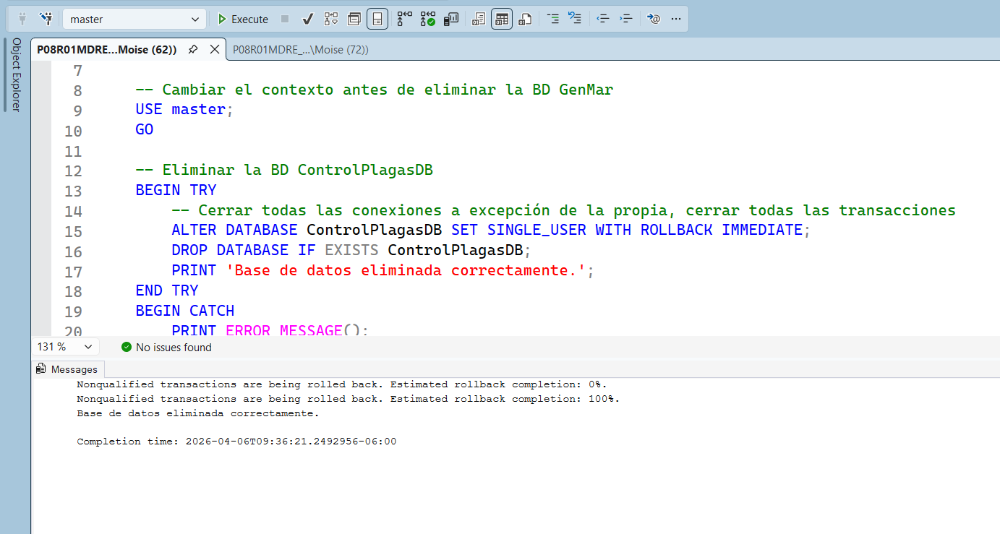 master
Execute
Object Explorer
P08R01MDRE...Moise (62))
P08R01MDRE_...\Moise (72))
7
8 -- Cambiar el contexto antes de eliminar la BD GenMar
9 USE master;
10 GO
11
12 -- Eliminar la BD ControlPlagasDB
13 BEGIN TRY
14 -- Cerrar todas las conexiones a excepción de la propia, cerrar todas las transacciones
15 ALTER DATABASE ControlPlagasDB SET SINGLE_USER WITH ROLLBACK IMMEDIATE;
16 DROP DATABASE IF EXISTS ControlPlagasDB;
17 PRINT 'Base de datos eliminada correctamente.';
18 END TRY
19 BEGIN CATCH
20 PRINT ERROR_MESSAGE();
131 %
No issues found
Messages
Nonqualified transactions are being rolled back. Estimated rollback completion: 0%.
Nonqualified transactions are being rolled back. Estimated rollback completion: 100%.
Base de datos eliminada correctamente.
Completion time: 2026-04-06T09:36:21.2492956-06:00